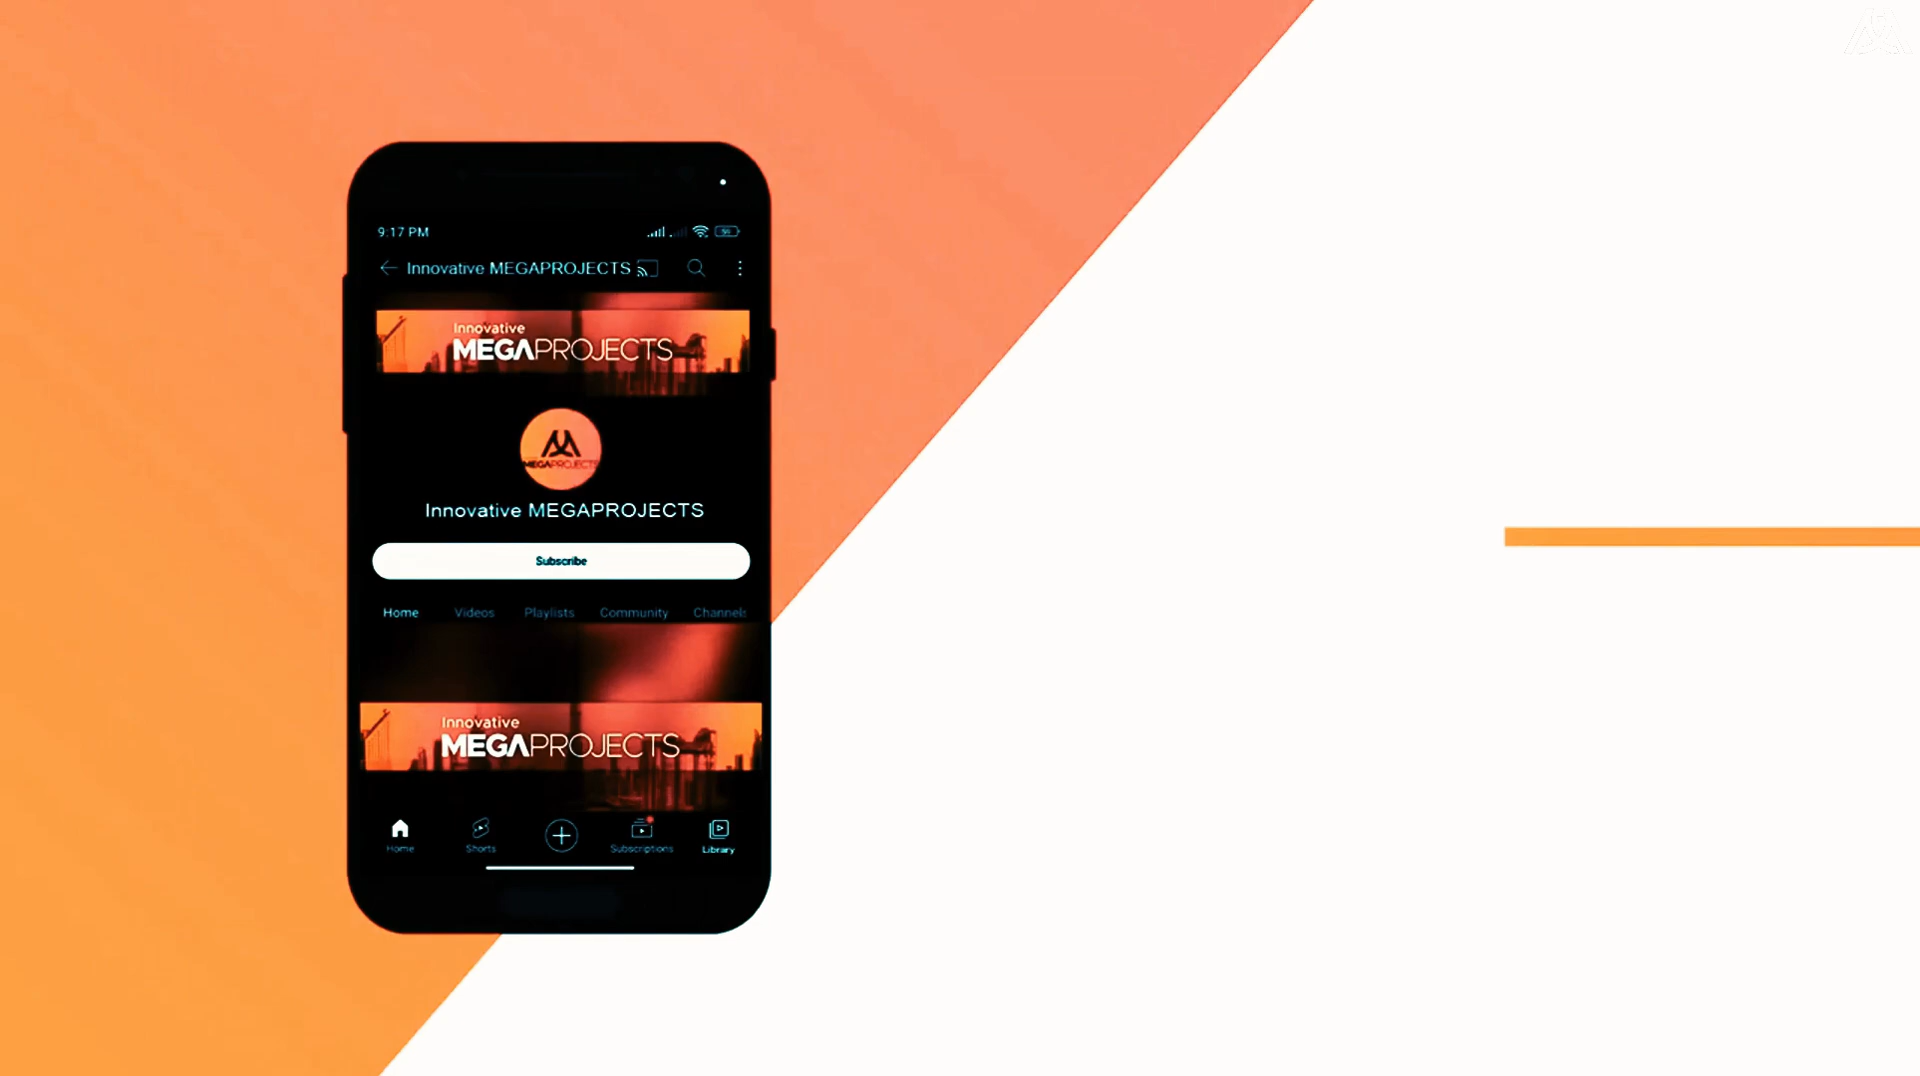 9:17 PM
Innovative MEGAPROJECTS
Innovative
MEGAPROJECTS
MEGAPROJECTS
Innovative MEGAPROJECTS
Subscribe
Home Videos Playlists Community Channels
Innovative
MEGAPROJECTS
Home Shorts Subscriptions Library